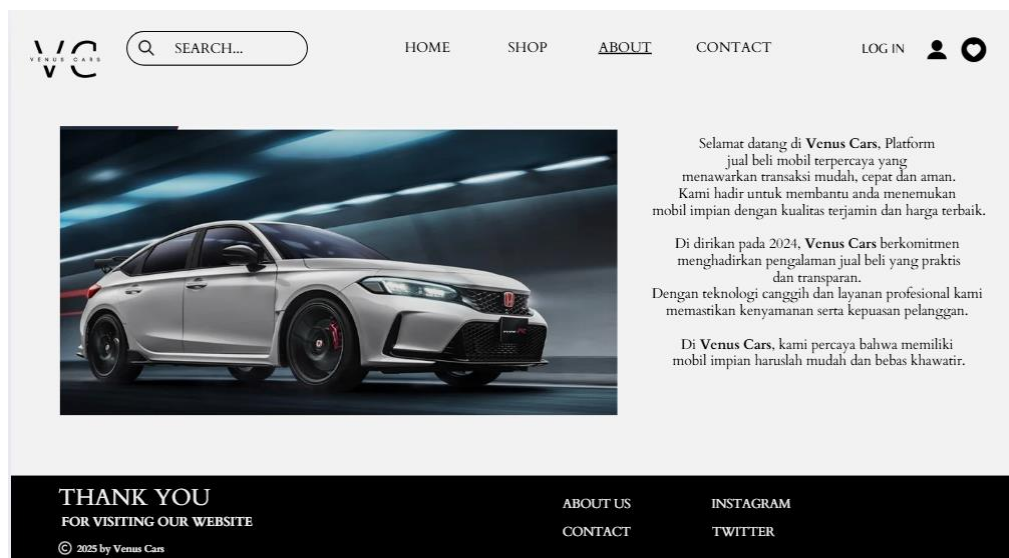 VC
VENUS CARS
SEARCH...
HOME
SHOP
ABOUT
CONTACT
LOG IN
Selamat datang di Venus Cars, Platform
jual beli mobil terpercaya yang
menawarkan transaksi mudah, cepat dan aman.
Kami hadir untuk membantu anda menemukan
mobil impian dengan kualitas terjamin dan harga terbaik.
Di dirikan pada 2024, Venus Cars berkomitmen
menghadirkan pengalaman jual beli yang praktis
dan transparan.
Dengan teknologi canggih dan layanan profesional kami
memastikan kenyamanan serta kepuasan pelanggan.
Di Venus Cars, kami percaya bahwa memiliki
mobil impian haruslah mudah dan bebas khawatir.
THANK YOU
FOR VISITING OUR WEBSITE
© 2025 by Venus Cars
ABOUT US
INSTAGRAM
CONTACT
TWITTER